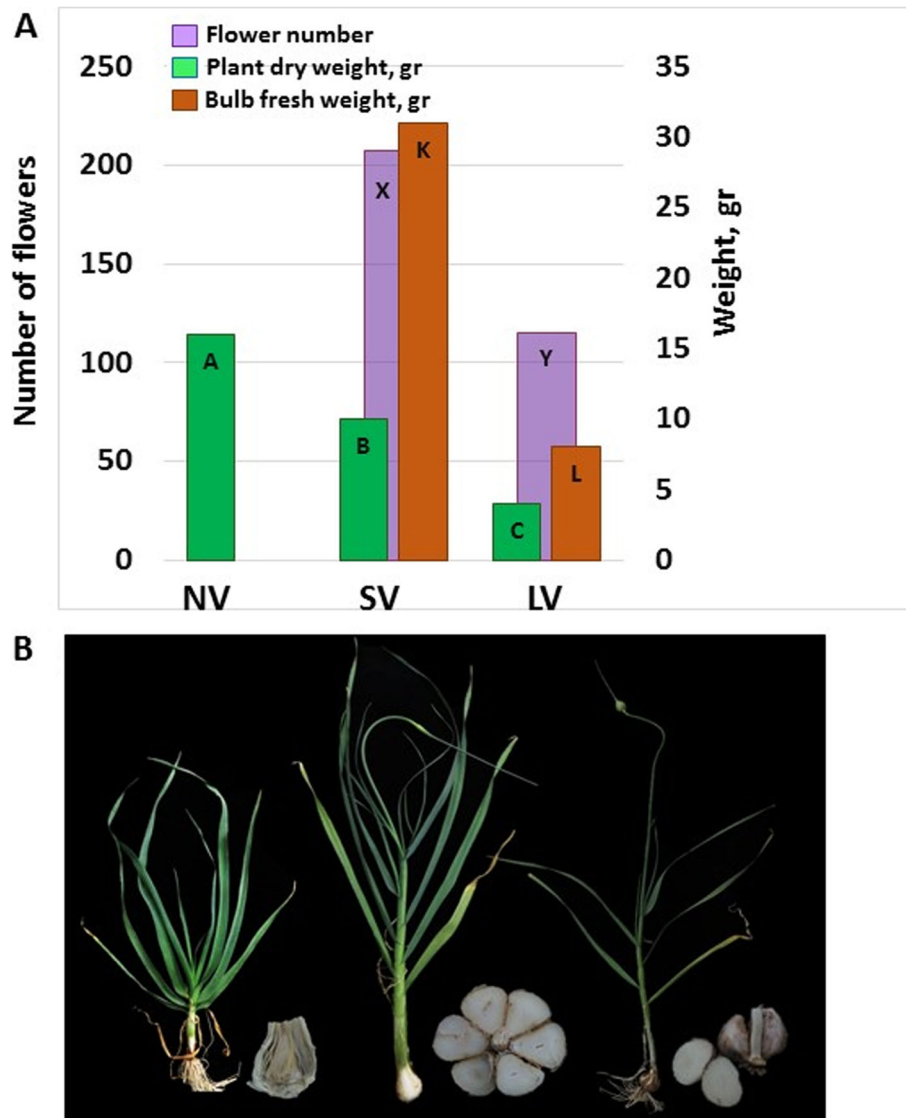 A
Flower number
Plant dry weight, gr
Bulb fresh weight, gr
Number of flowers
250
200
150
100
50
0
35
30
25
20
15
10
5
0
Weight, gr
A
B
X
K
C
Y
L
NV SV LV
B